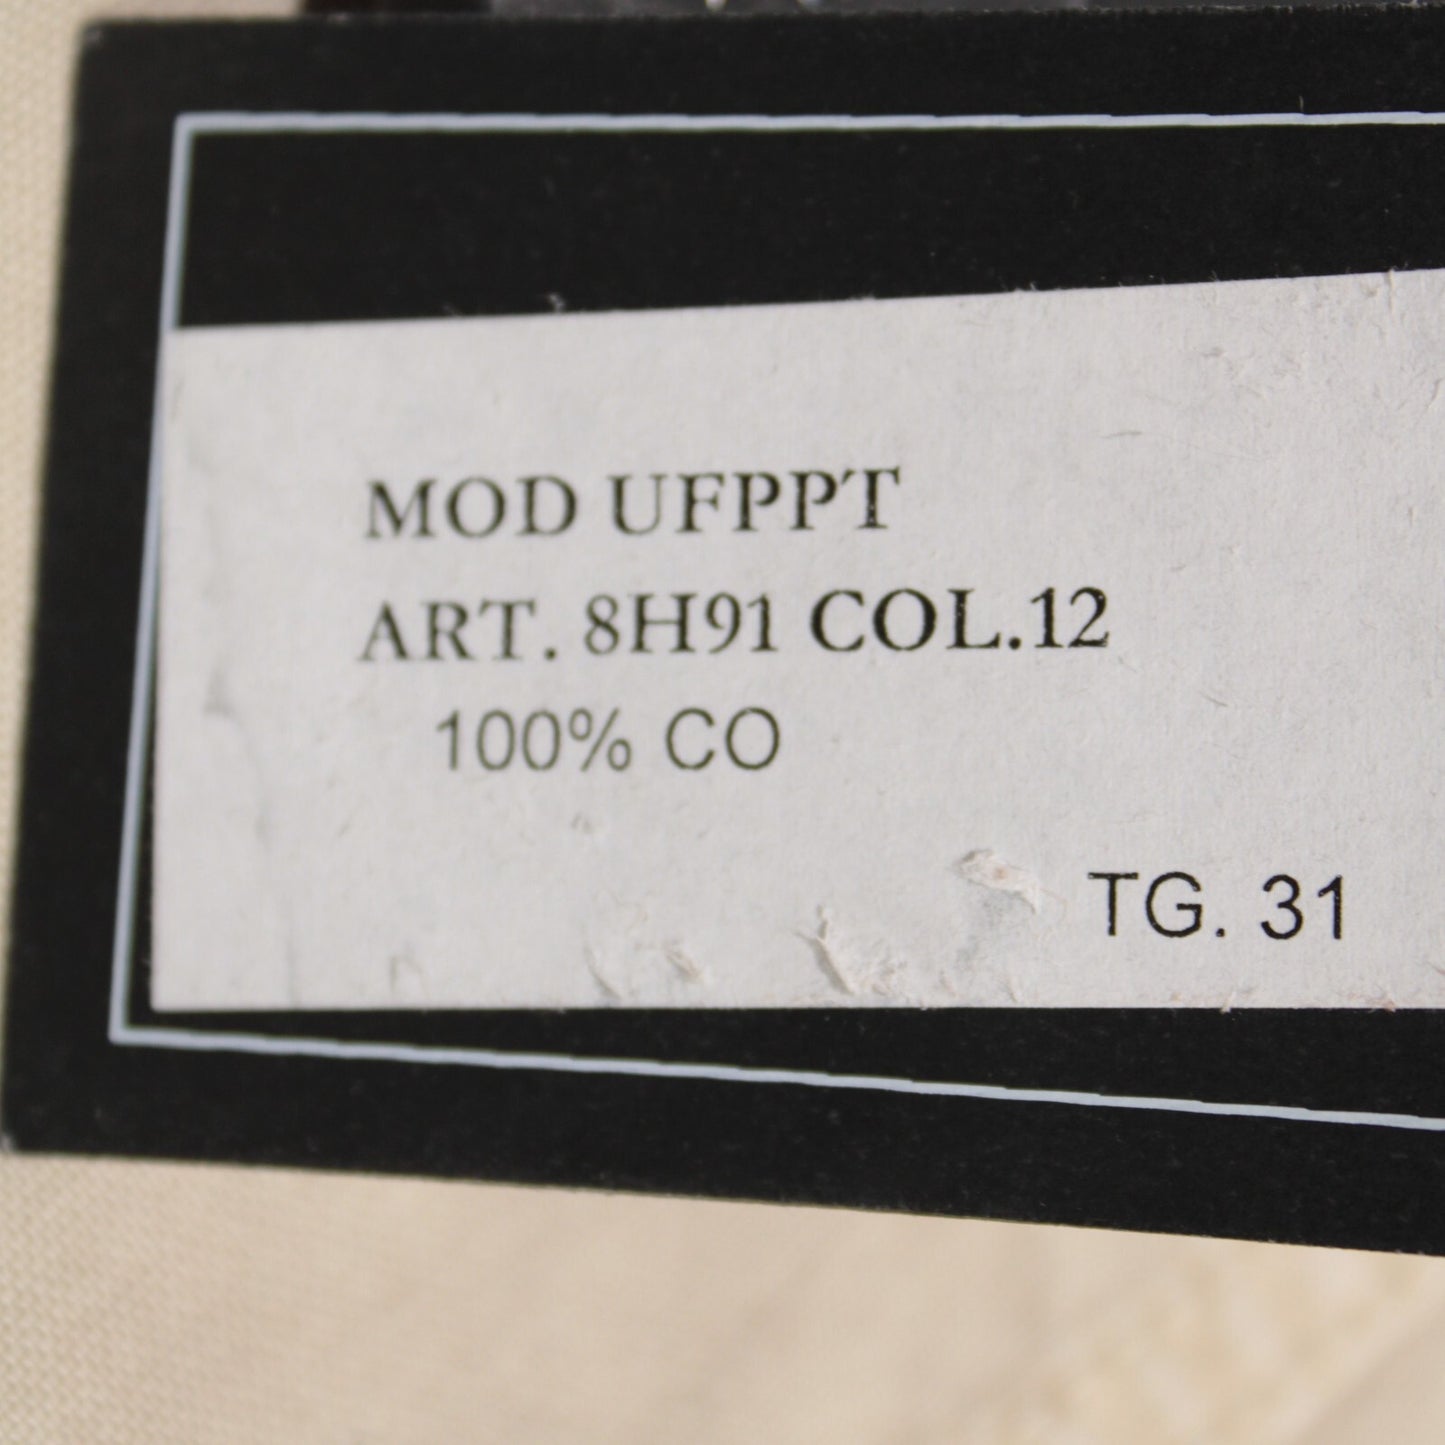 MOD UFPPT
ART. 8H91 COL.12
100% CO
TG. 31